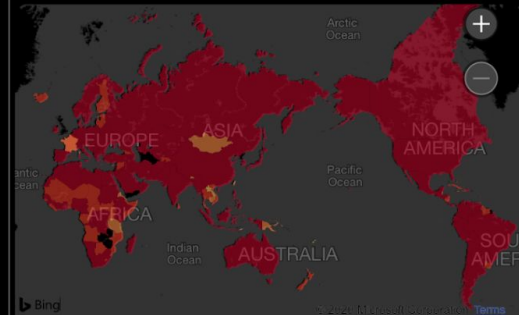 Arctic
Ocean
+
−
EUROPE
ASIA
NORTH
AMERICA
Pacific
Ocean
antic
cean
AFRICA
Indian
Ocean
AUSTRALIA
SOU
AMER
Bing
Terms